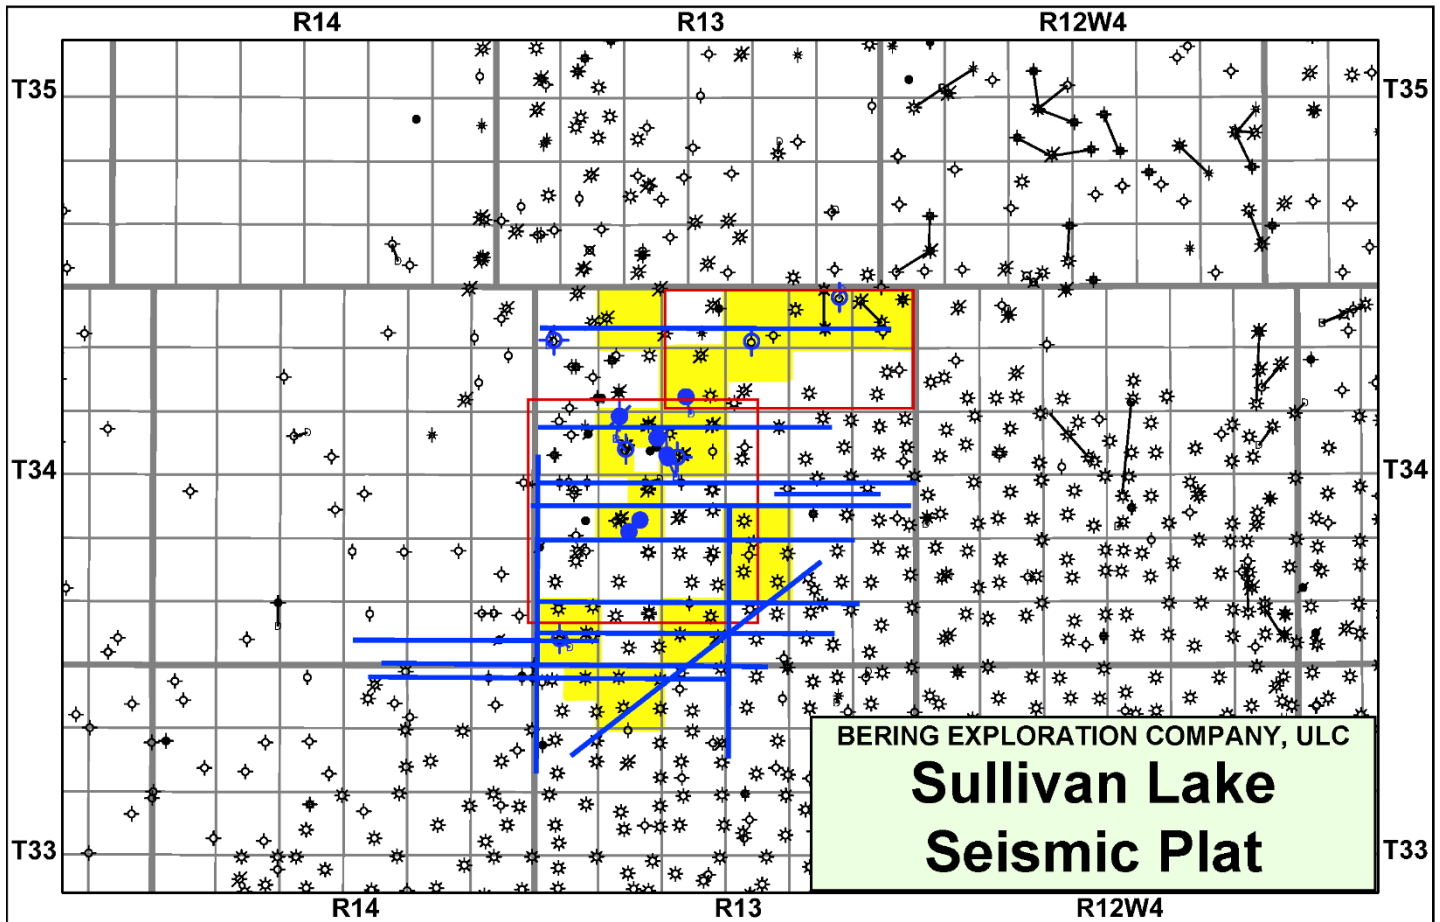 R14 R13 R12W4
T35 T35
T34 T34
BERING EXPLORATION COMPANY, ULC
Sullivan Lake
Seismic Plat
T33 T33
R14 R13 R12W4